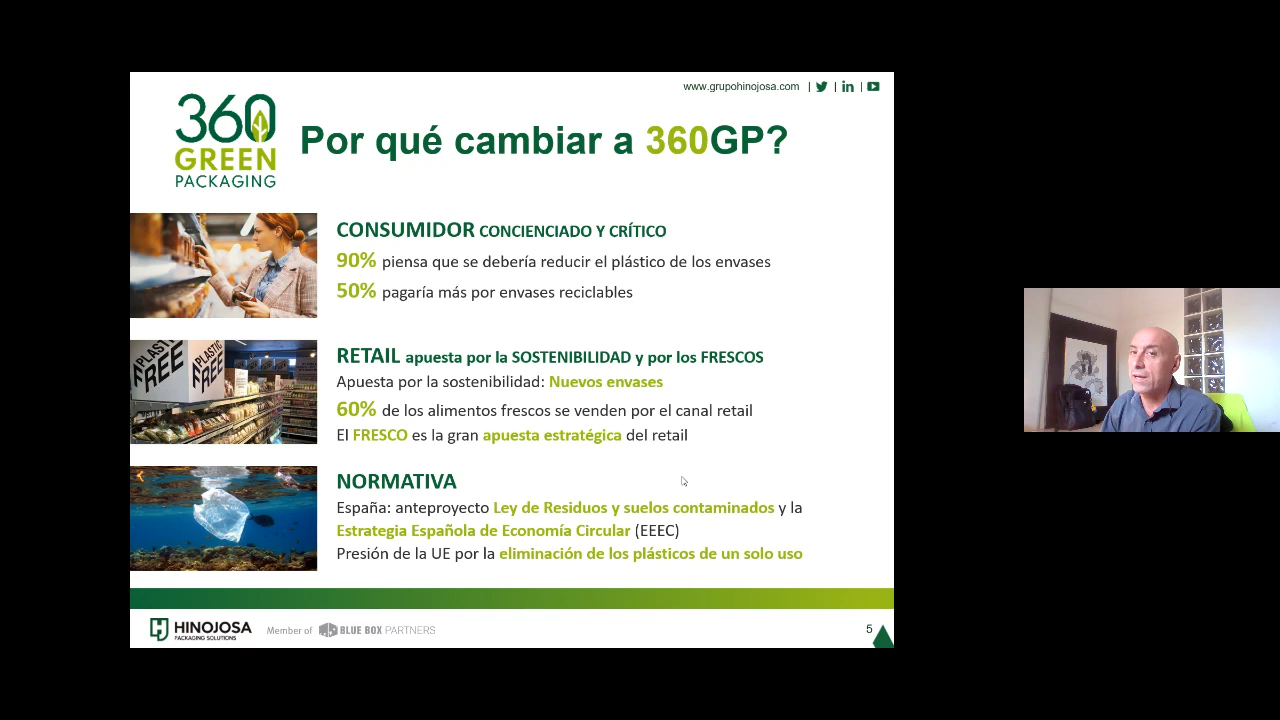 www.grupohinojosa.com | | |
360
GREEN
PACKAGING
Por qué cambiar a 360GP?
CONSUMIDOR CONCIENCIADO Y CRÍTICO
90% piensa que se debería reducir el plástico de los envases
50% pagaría más por envases reciclables
PLASTIC
FREE
PLASTIC
FREE
RETAIL apuesta por la SOSTENIBILIDAD y por los FRESCOS
Apuesta por la sostenibilidad: Nuevos envases
60% de los alimentos frescos se venden por el canal retail
El FRESCO es la gran apuesta estratégica del retail
NORMATIVA
España: anteproyecto Ley de Residuos y suelos contaminados y la
Estrategia Española de Economía Circular (EEEC)
Presión de la UE por la eliminación de los plásticos de un solo uso
HINOJOSA
PACKAGING SOLUTIONS
Member of BLUE BOX PARTNERS
5